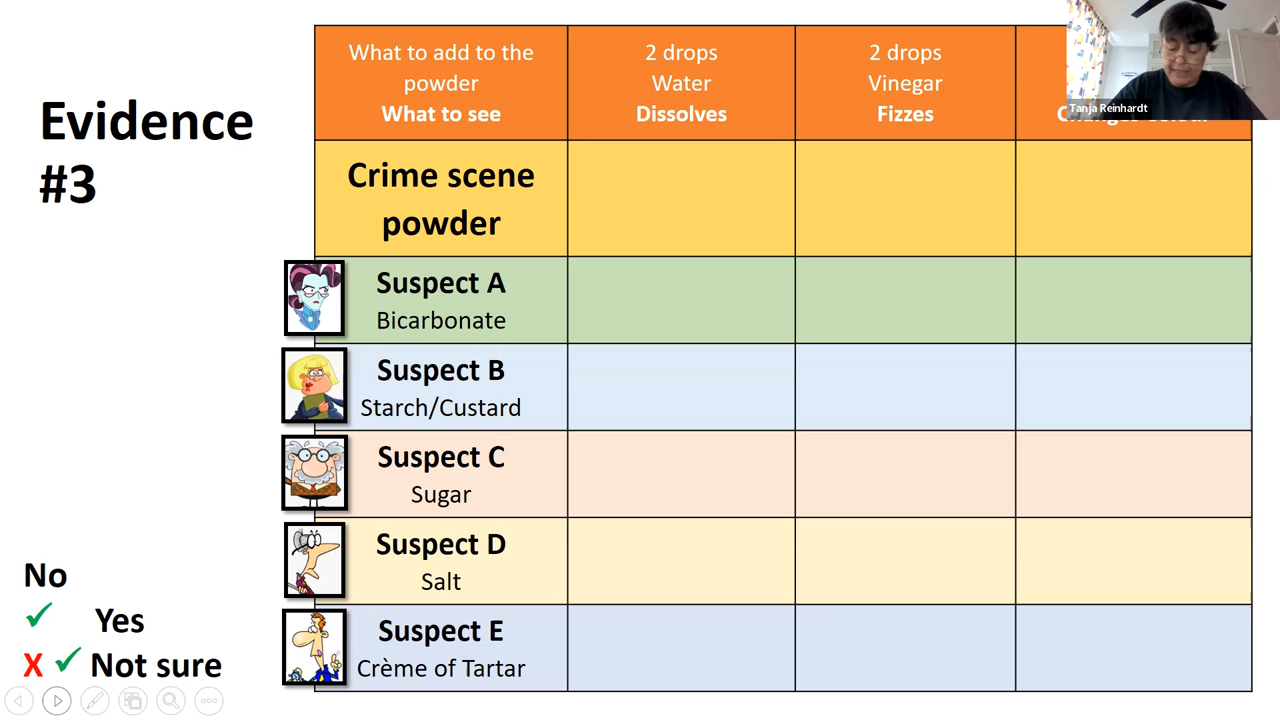 Evidence
#3
What to add to the
powder
What to see
2 drops
Water
Dissolves
2 drops
Vinegar
Fizzes
Tanja Reinhardt
Crime scene
powder
Suspect A
Bicarbonate
Suspect B
Starch/Custard
Suspect C
Sugar
Suspect D
Salt
Suspect E
Crème of Tartar
No
✓ Yes
X ✓ Not sure